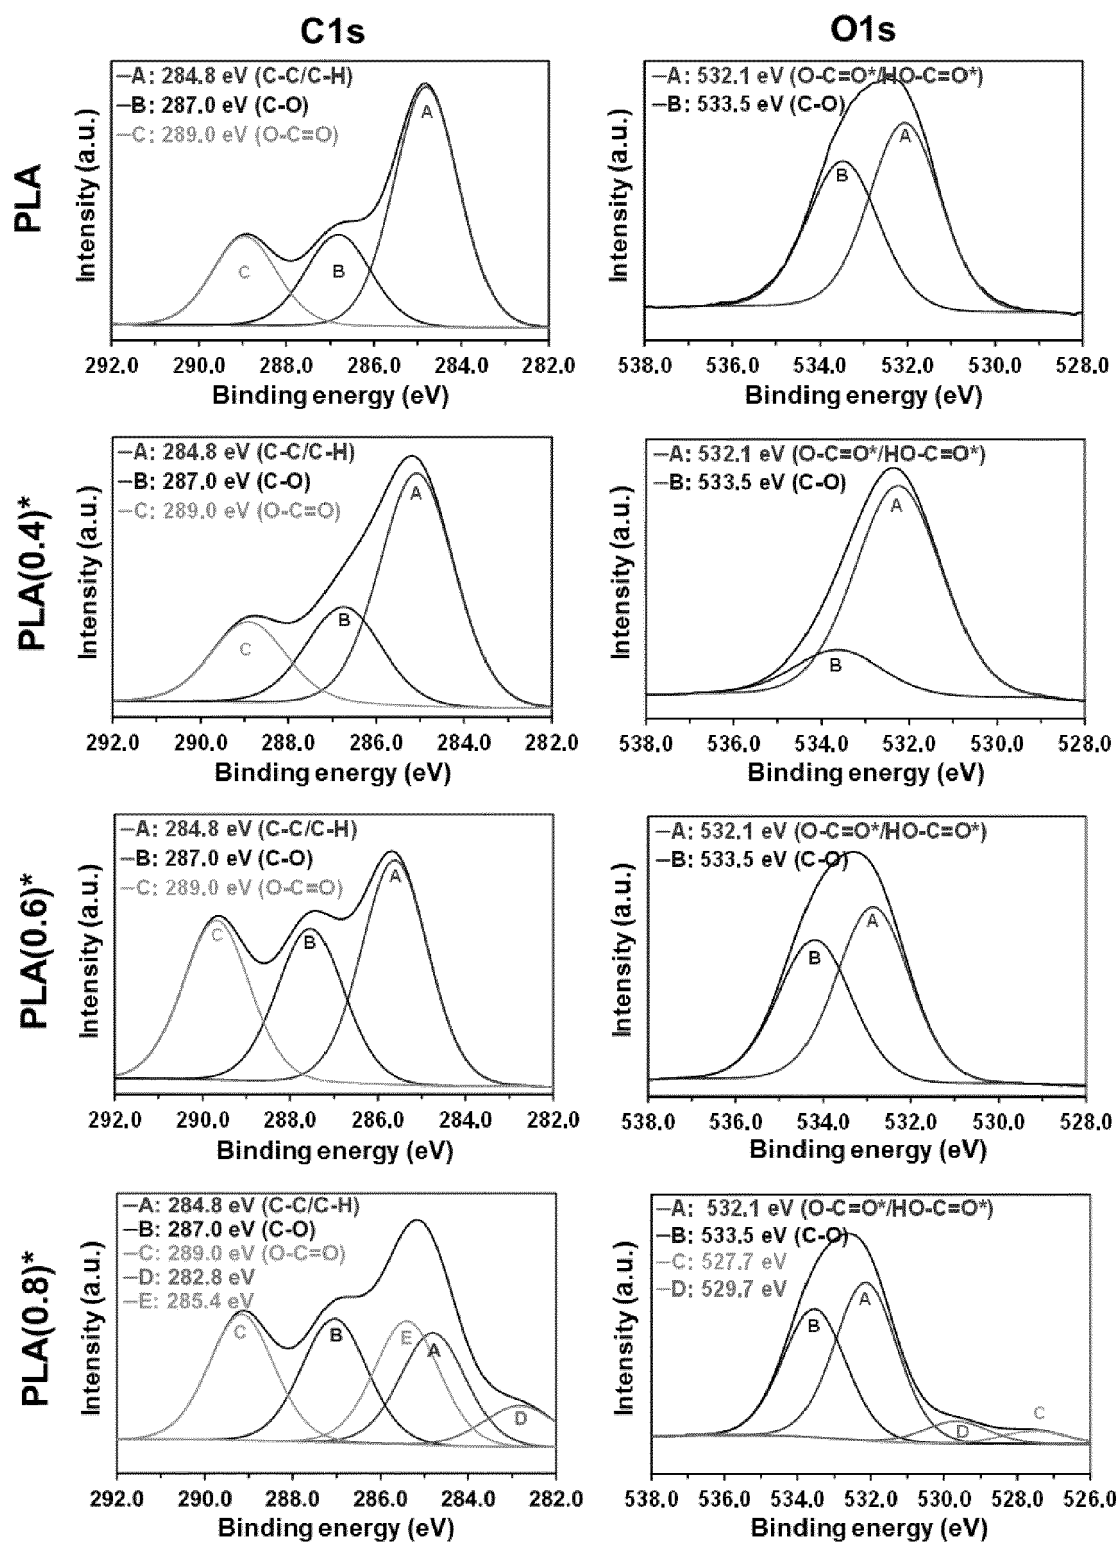 C1s
O1s
PLA
Intensity (a.u.)
–A: 284.8 eV (C-C/C-H)
–B: 287.0 eV (C-O)
–C: 289.0 eV (O-C=O)
A
B
C
292.0 290.0 288.0 286.0 284.0 282.0
Binding energy (eV)
Intensity (a.u.)
–A: 532.1 eV (O-C=O*/HO-C=O*)
–B: 533.5 eV (C-O)
A
B
538.0 536.0 534.0 532.0 530.0 528.0
Binding energy (eV)
PLA(0.4)*
Intensity (a.u.)
–A: 284.8 eV (C-C/C-H)
–B: 287.0 eV (C-O)
–C: 289.0 eV (O-C=O)
A
B
C
292.0 290.0 288.0 286.0 284.0 282.0
Binding energy (eV)
Intensity (a.u.)
–A: 532.1 eV (O-C=O*/HO-C=O*)
–B: 533.5 eV (C-O)
A
B
538.0 536.0 534.0 532.0 530.0 528.0
Binding energy (eV)
PLA(0.6)*
Intensity (a.u.)
–A: 284.8 eV (C-C/C-H)
–B: 287.0 eV (C-O)
–C: 289.0 eV (O-C=O)
A
C
B
292.0 290.0 288.0 286.0 284.0 282.0
Binding energy (eV)
Intensity (a.u.)
–A: 532.1 eV (O-C=O*/HO-C=O*)
–B: 533.5 eV (C-O)
A
B
538.0 536.0 534.0 532.0 530.0 528.0
Binding energy (eV)
PLA(0.8)*
Intensity (a.u.)
–A: 284.8 eV (C-C/C-H)
–B: 287.0 eV (C-O)
–C: 289.0 eV (O-C=O)
–D: 282.8 eV
–E: 285.4 eV
C
B
E
A
D
292.0 290.0 288.0 286.0 284.0 282.0
Binding energy (eV)
Intensity (a.u.)
–A: 532.1 eV (O-C=O*/HO-C=O*)
–B: 533.5 eV (C-O)
–C: 527.7 eV
–D: 529.7 eV
A
B
C
D
538.0 536.0 534.0 532.0 530.0 528.0 526.0
Binding energy (eV)